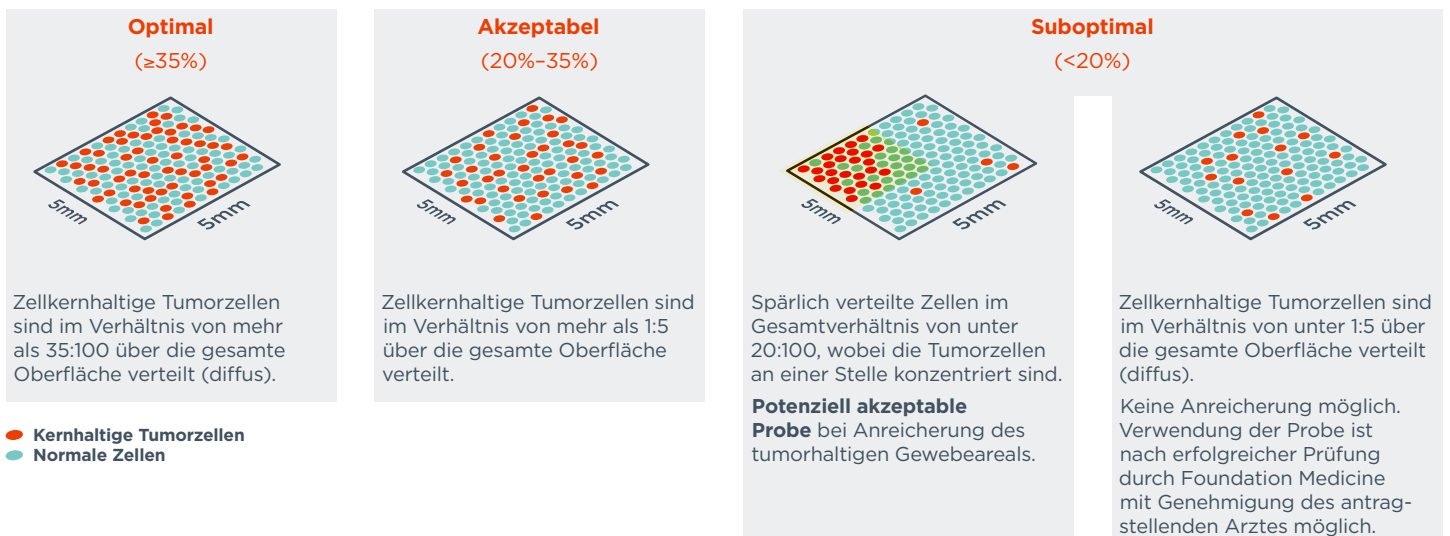 Optimal
(≥35%)
5mm
5mm
Zellkernhaltige Tumorzellen
sind im Verhältnis von mehr
als 35:100 über die gesamte
Oberfläche verteilt (diffus).
Akzeptabel
(20%–35%)
5mm
5mm
Zellkernhaltige Tumorzellen sind
im Verhältnis von mehr als 1:5
über die gesamte Oberfläche
verteilt.
Suboptimal
(<20%)
5mm
5mm
Spärlich verteilte Zellen im
Gesamtverhältnis von unter
20:100, wobei die Tumorzellen
an einer Stelle konzentriert sind.
Potenziell akzeptable
Probe bei Anreicherung des
tumorhaltigen Gewebeareals.
5mm
5mm
Zellkernhaltige Tumorzellen sind
im Verhältnis von unter 1:5 über
die gesamte Oberfläche verteilt
(diffus).
Keine Anreicherung möglich.
Verwendung der Probe ist
nach erfolgreicher Prüfung
durch Foundation Medicine
mit Genehmigung des antrag-
stellenden Arztes möglich.
Kernhaltige Tumorzellen
Normale Zellen